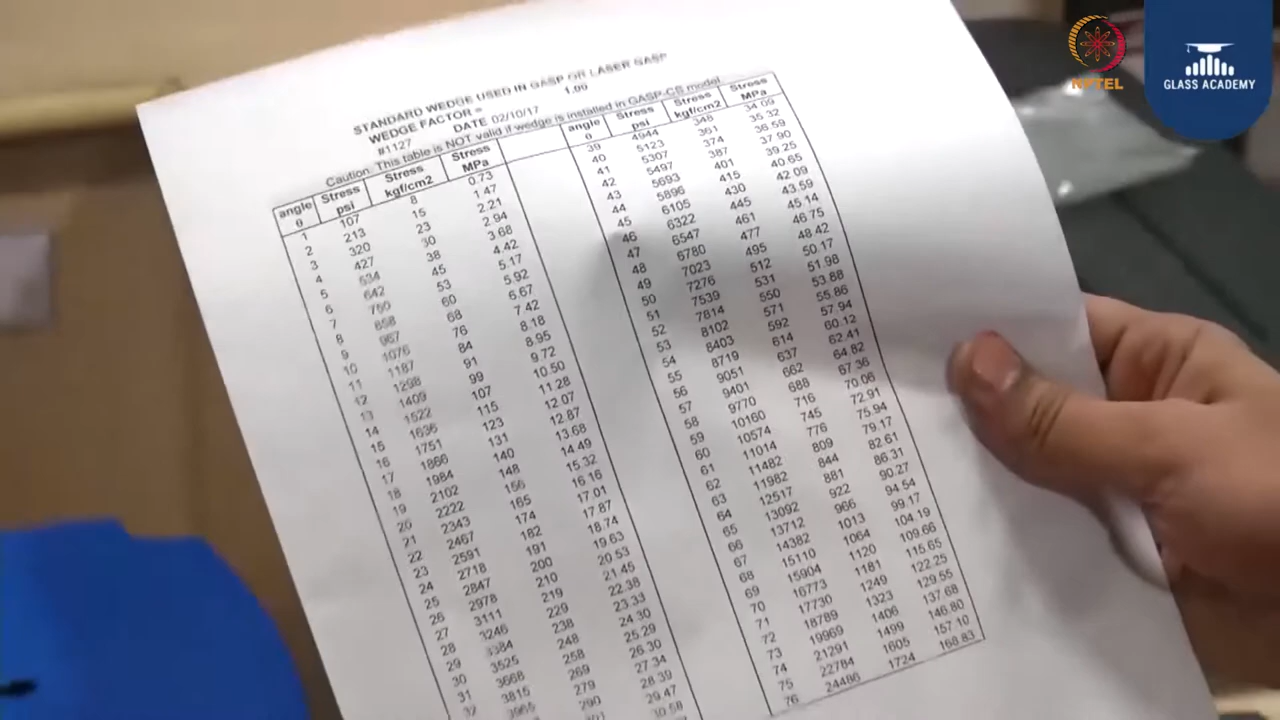 NPTEL
GLASS ACADEMY
STANDARD WEDGE USED IN GASP OR LASER GASP
WEDGE FACTOR = 1.00
#1127 DATE 02/10/17
Caution: This table is NOT valid if wedge is installed in GASP-CS model
angle θ Stress psi Stress kgf/cm2 Stress MPa
1 107 8 0.73
2 213 15 1.47
3 320 23 2.21
4 427 30 2.94
5 534 38 3.68
6 642 45 4.42
7 750 53 5.17
8 858 60 5.92
9 967 68 6.67
10 1076 76 7.42
11 1187 84 8.18
12 1298 91 8.95
13 1409 99 9.72
14 1522 107 10.50
15 1636 115 11.28
16 1751 123 12.07
17 1866 131 12.87
18 1984 140 13.68
19 2102 148 14.49
20 2222 156 15.32
21 2343 165 16.16
22 2467 174 17.01
23 2591 182 17.87
24 2718 191 18.74
25 2847 200 19.63
26 2978 210 20.53
27 3111 219 21.45
28 3246 229 22.38
29 3384 238 23.33
30 3525 248 24.30
31 3668 258 25.29
32 3815 269 26.30
3965 279 27.34
290 28.39
29.47
30.58
angle θ Stress psi Stress kgf/cm2 Stress MPa
39 4944 348 34.09
40 5123 361 35.32
41 5307 374 36.59
42 5497 387 37.90
43 5693 401 39.25
44 5896 415 40.65
45 6105 430 42.09
46 6322 445 43.59
47 6547 461 45.14
48 6780 477 46.75
49 7023 495 48.42
50 7276 512 50.17
51 7539 531 51.98
52 7814 550 53.88
53 8102 571 55.86
54 8403 592 57.94
55 8719 614 60.12
56 9051 637 62.41
57 9401 662 64.82
58 9770 688 67.36
59 10160 716 70.06
60 10574 745 72.91
61 11014 776 75.94
62 11482 809 79.17
63 11982 844 82.61
64 12517 881 86.31
65 13092 922 90.27
66 13712 966 94.54
67 14382 1013 99.17
68 15110 1064 104.19
69 15904 1120 109.66
70 16773 1181 115.65
71 17730 1249 122.25
72 18789 1323 129.55
73 19969 1406 137.68
74 21291 1499 146.80
75 22784 1605 157.10
76 24486 1724 168.83